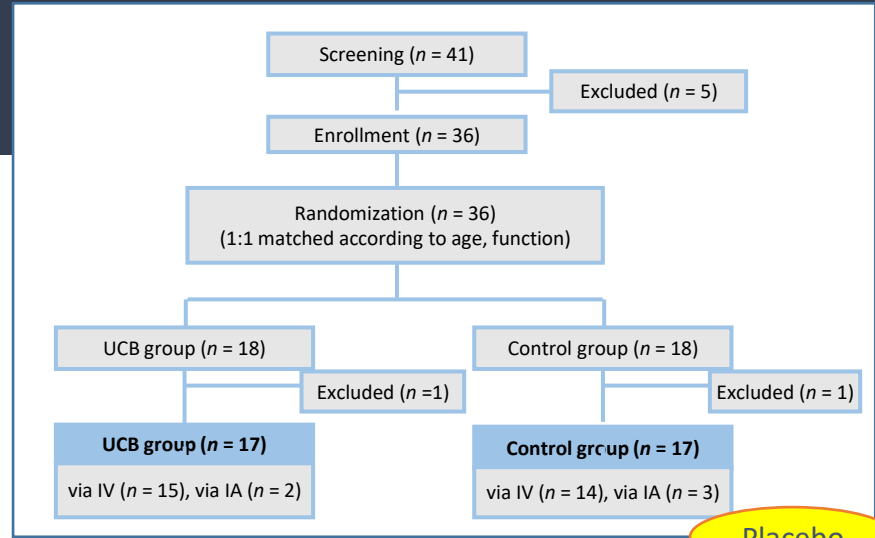 Screening (n = 41)
Excluded (n = 5)
Enrollment (n = 36)
Randomization (n = 36)
(1:1 matched according to age, function)
UCB group (n = 18)
Control group (n = 18)
Excluded (n =1)
Excluded (n = 1)
UCB group (n = 17)
Control group (n = 17)
via IV (n = 15), via IA (n = 2)
via IV (n = 14), via IA (n = 3)
Placebo